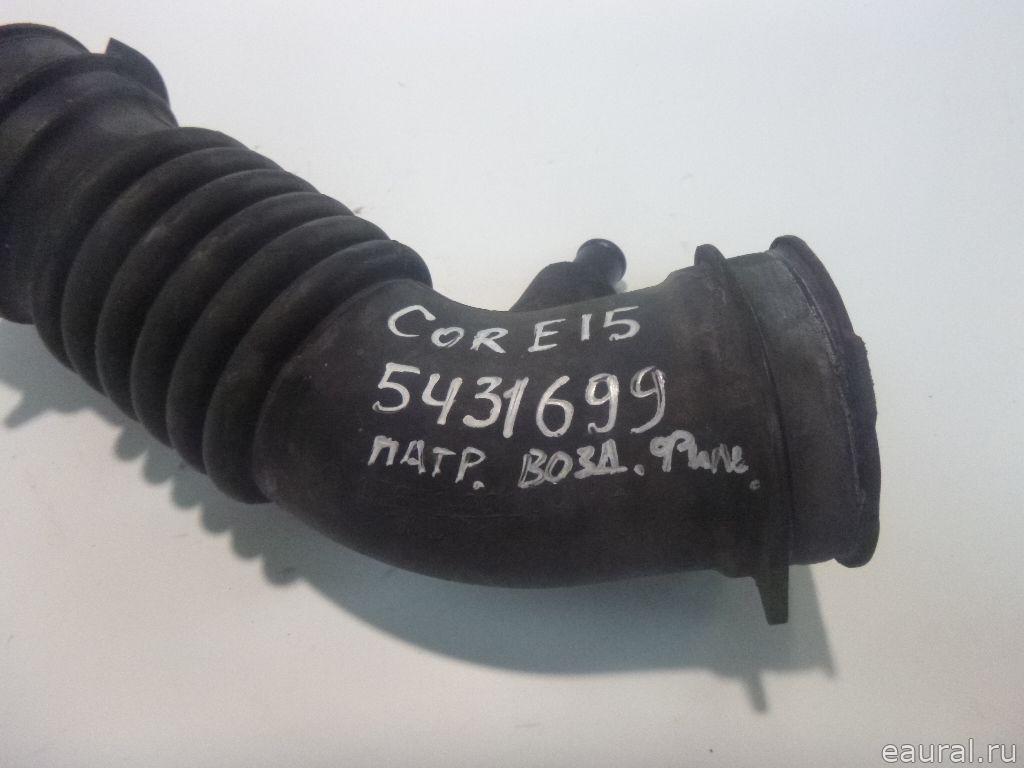 COR E15
5431699
ПАТР. ВОЗД. Филь.
eaural.ru